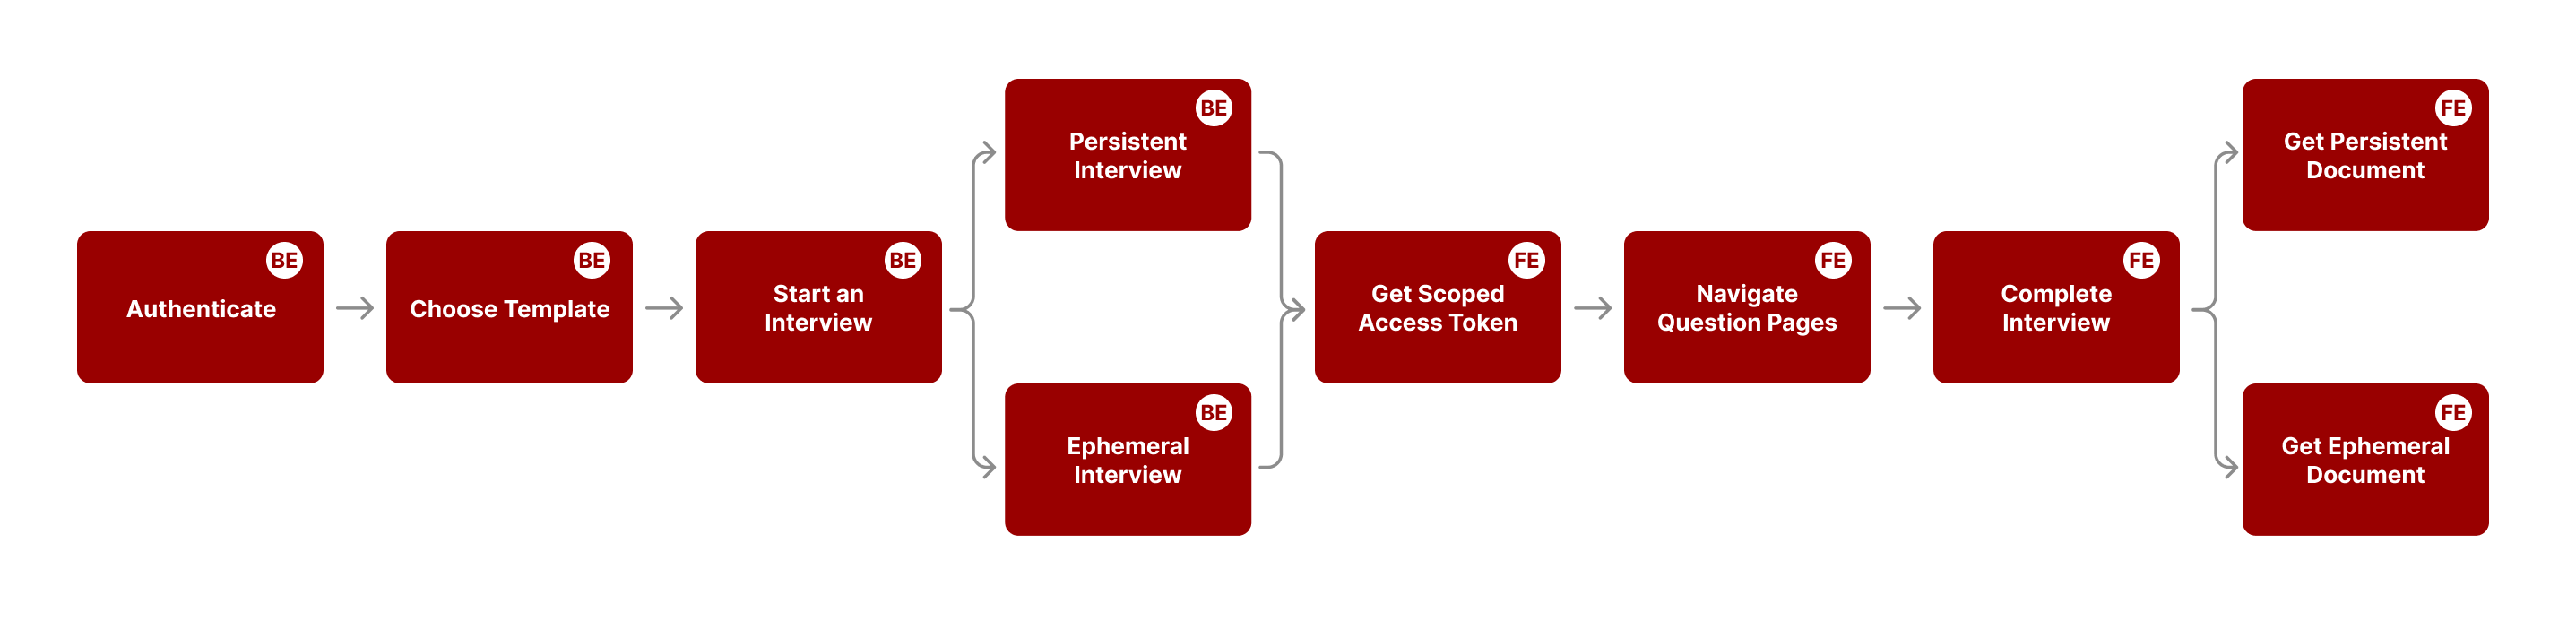 BE
Authenticate
BE
Choose Template
BE
Start an
Interview
BE
Persistent
Interview
BE
Ephemeral
Interview
FE
Get Scoped
Access Token
FE
Navigate
Question Pages
FE
Complete
Interview
FE
Get Persistent
Document
FE
Get Ephemeral
Document